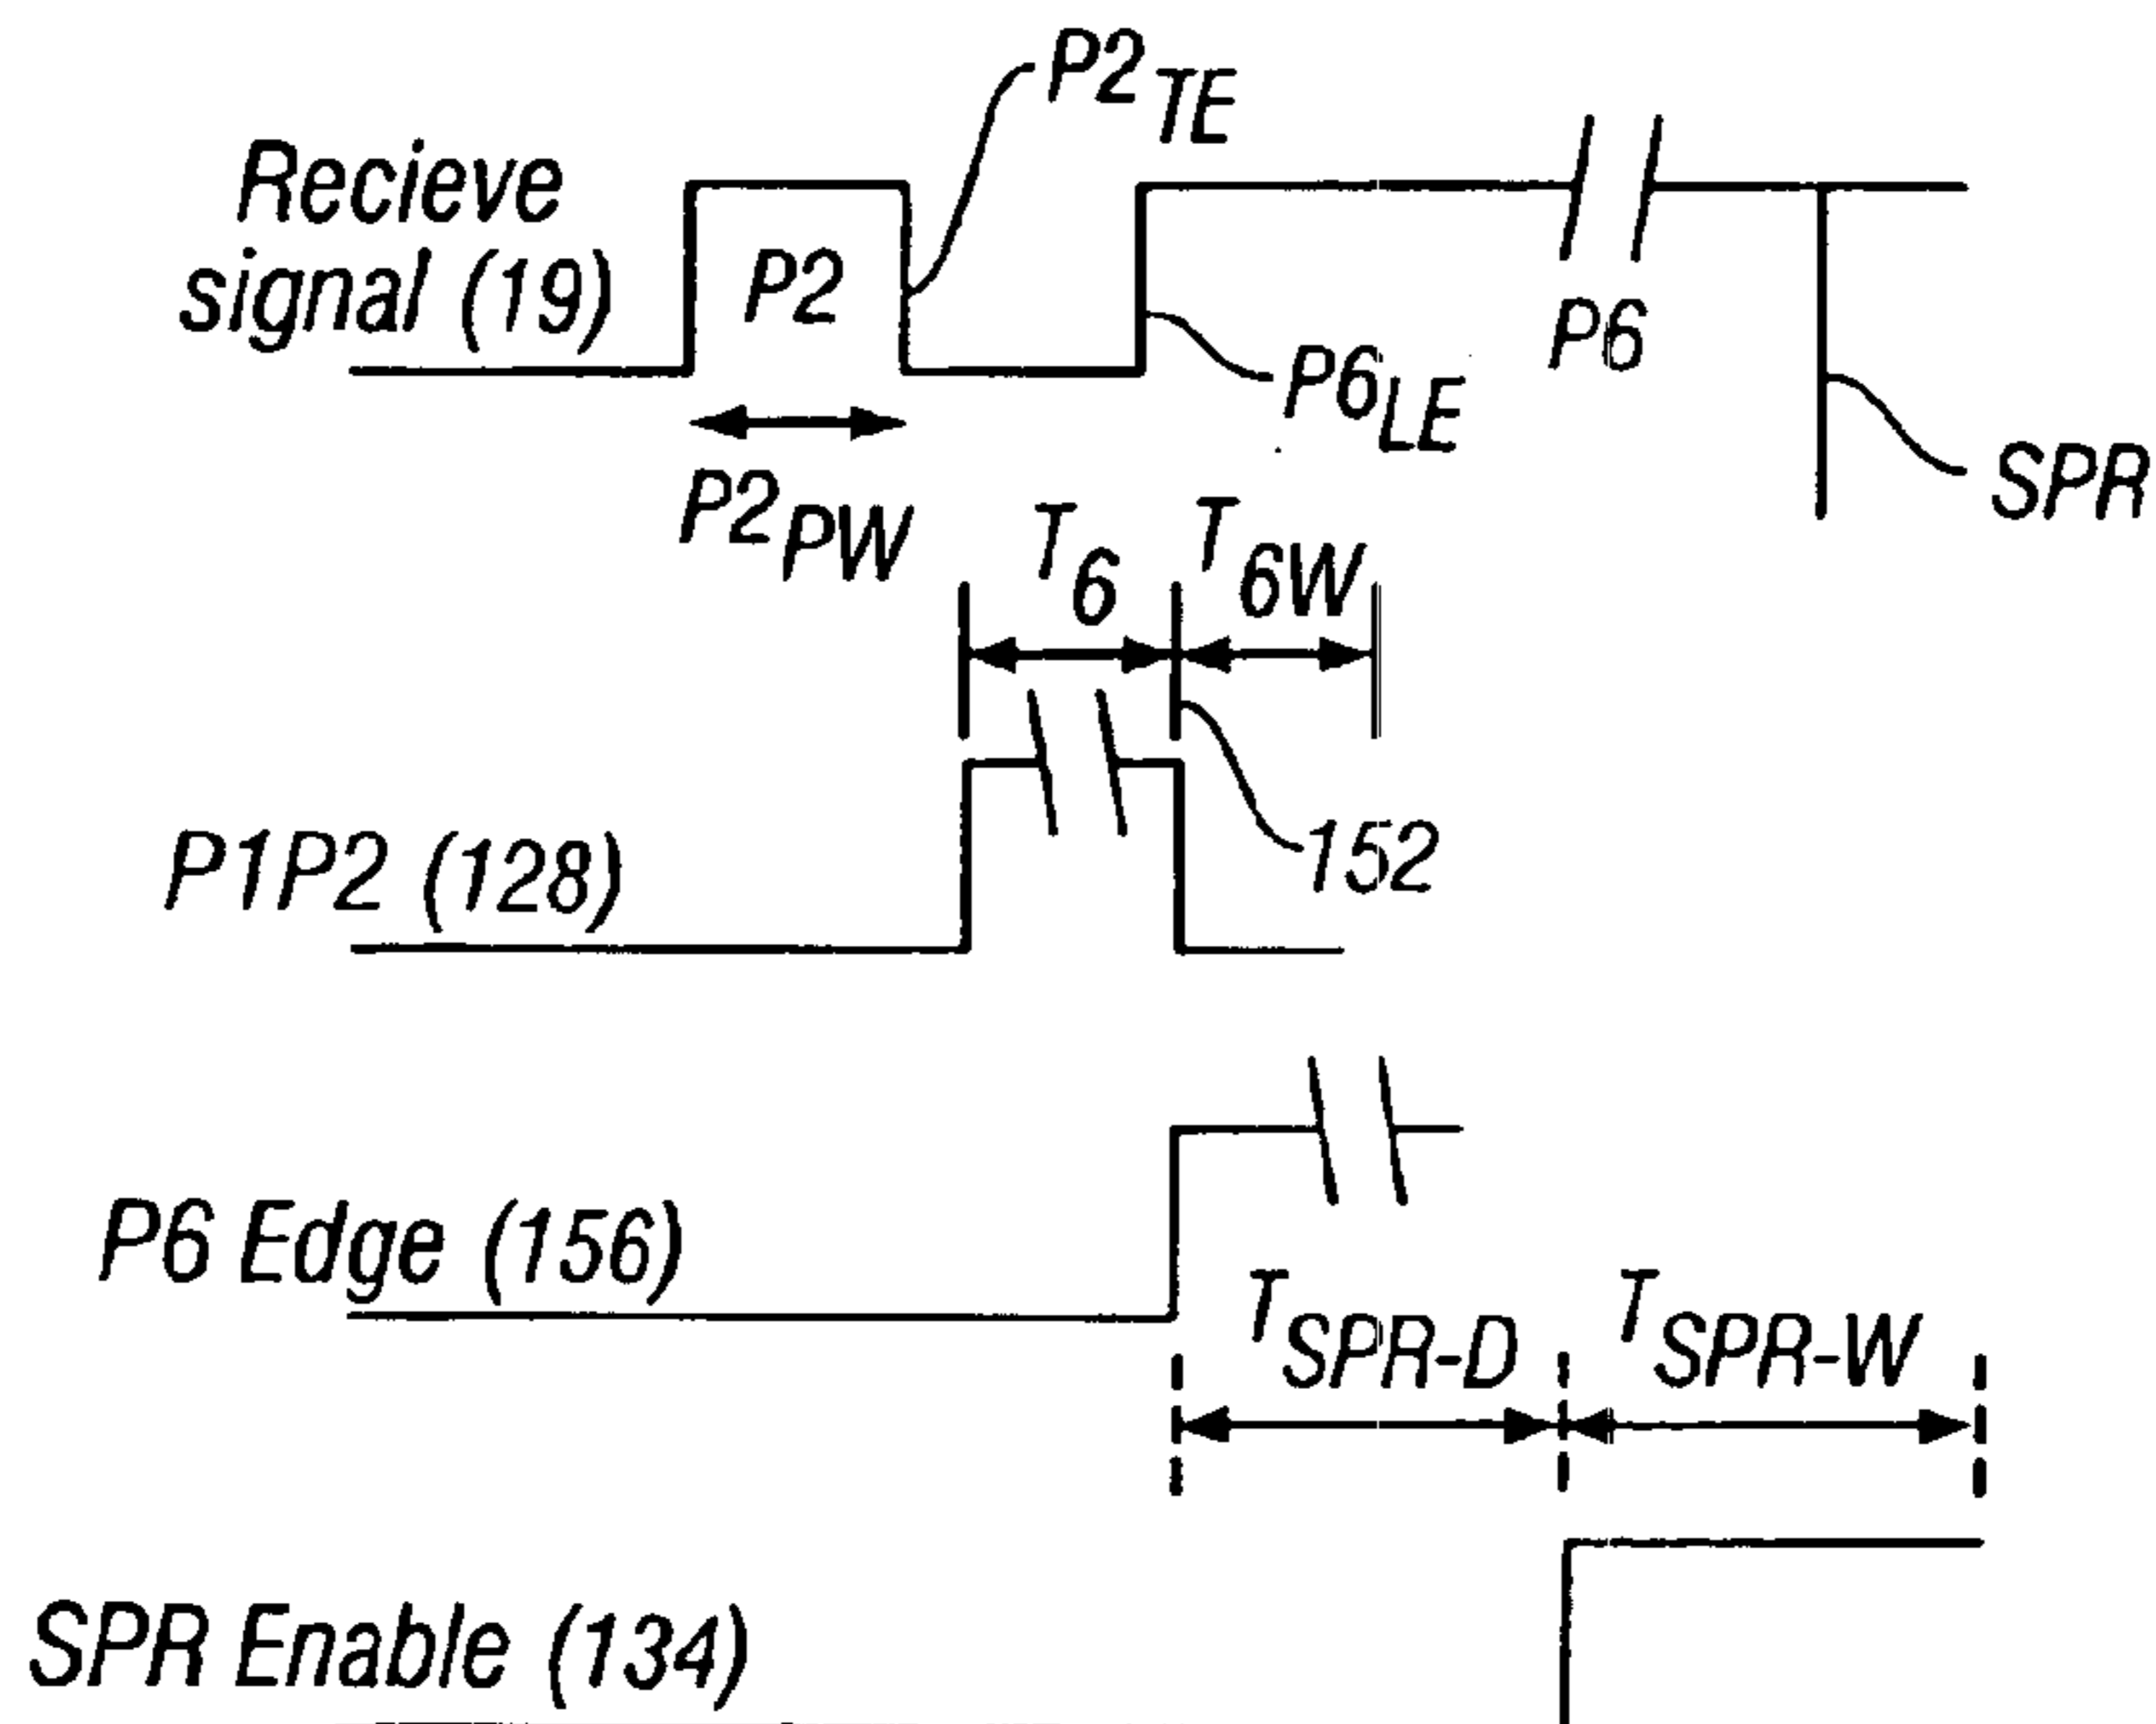 P2TE
Recieve
signal (19)
P2
P6
P6LE
SPR
P2PW
T6
T6W
152
P1P2 (128)
P6 Edge (156)
TSPR-D
TSPR-W
SPR Enable (134)